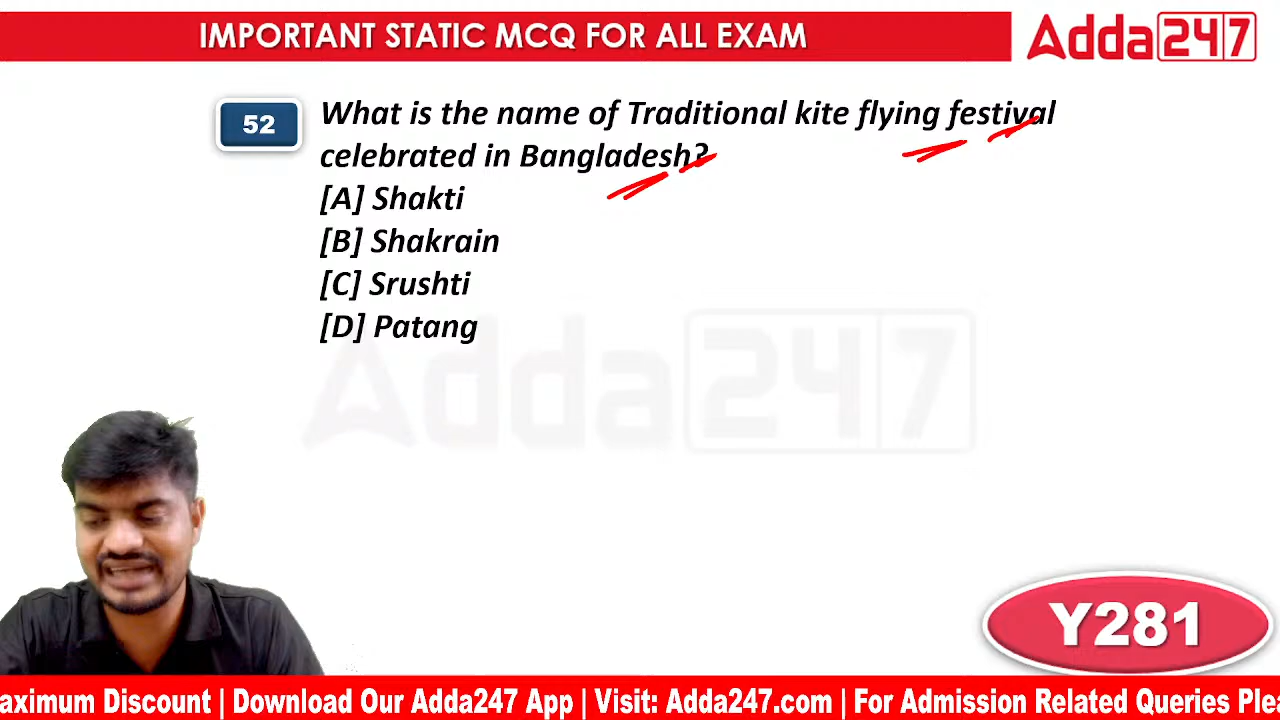 IMPORTANT STATIC MCQ FOR ALL EXAM
Adda247
52
What is the name of Traditional kite flying festival
celebrated in Bangladesh?
[A] Shakti
[B] Shakrain
[C] Srushti
[D] Patang
Adda247
Y281
aximum Discount | Download Our Adda247 App | Visit: Adda247.com | For Admission Related Queries Plea